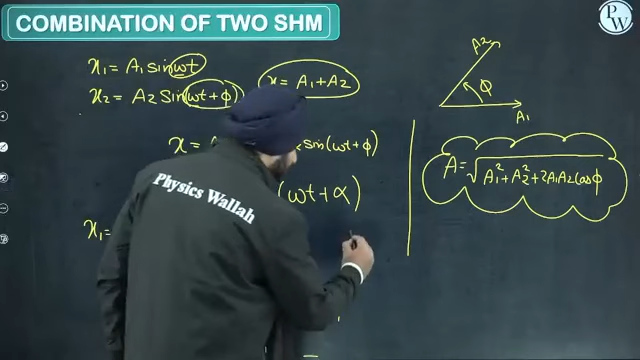 COMBINATION OF TWO SHM
PW
x₁ = A₁ sin ωt
x₂ = A₂ sin(ωt + ϕ)
x = A₁ + A₂
A₂
ϕ
A₁
sin(ωt + ϕ)
(ωt + α)
A = √A₁² + A₂² + 2A₁A₂ cos ϕ
x₁ =
Physics Wallah